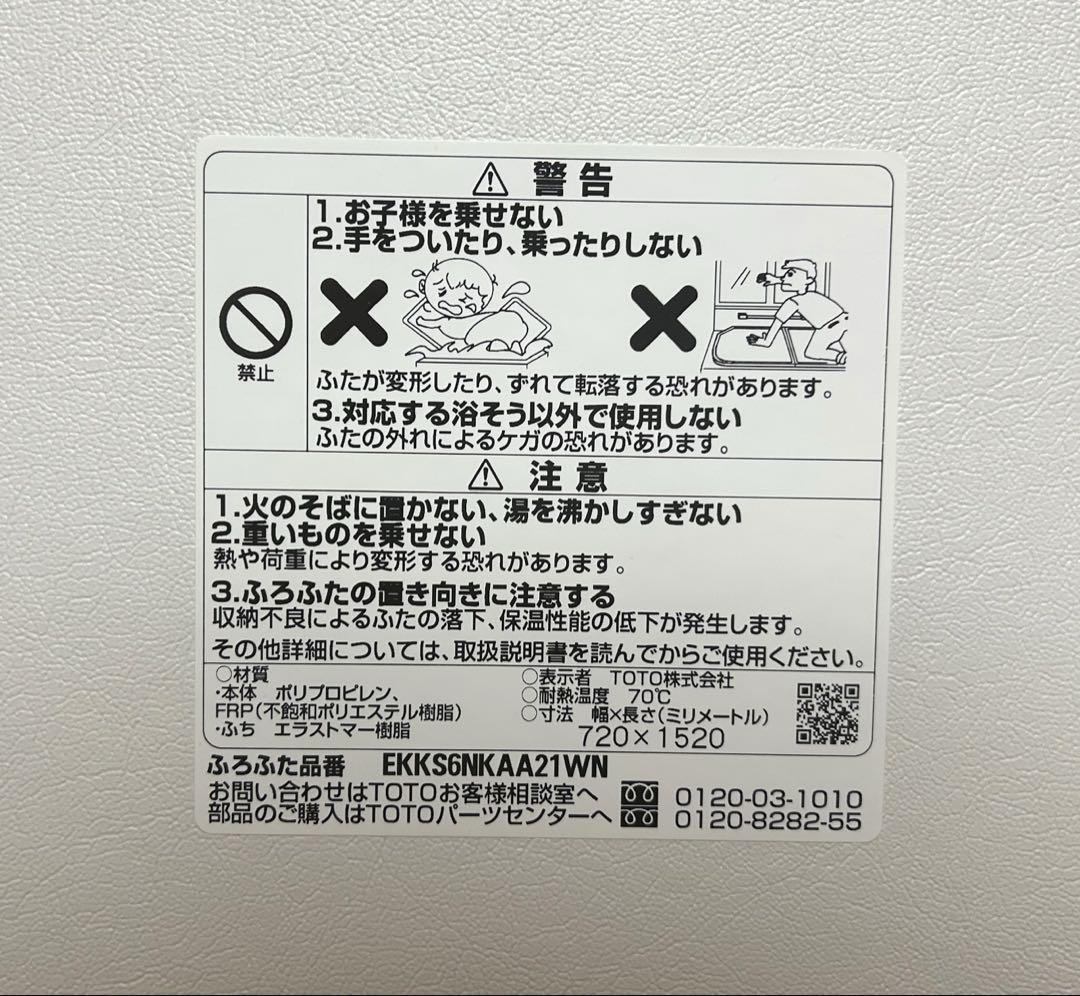 警告
1.お子様を乗せない
2.手をついたり、乗ったりしない
禁止
ふたが変形したり、ずれて転落する恐れがあります。
3.対応する浴そう以外で使用しない
ふたの外れによるケガの恐れがあります。
注意
1.火のそばに置かない、湯を沸かしすぎない
2.重いものを乗せない
熱や荷重により変形する恐れがあります。
3.ふろふたの置き向きに注意する
収納不良によるふたの落下、保温性能の低下が発生します。
その他詳細については、取扱説明書を読んでからご使用ください。
○材質
・本体 ポリプロピレン、
FRP(不飽和ポリエステル樹脂)
・ふち エラストマー樹脂
○表示者 TOTO株式会社
○耐熱温度 70℃
○寸法 幅×長さ(ミリメートル)
720×1520
ふろふた品番 EKKS6NKAA21WN
お問い合わせはTOTOお客様相談室へ 0120-03-1010
部品のご購入はTOTOパーツセンターへ 0120-8282-55